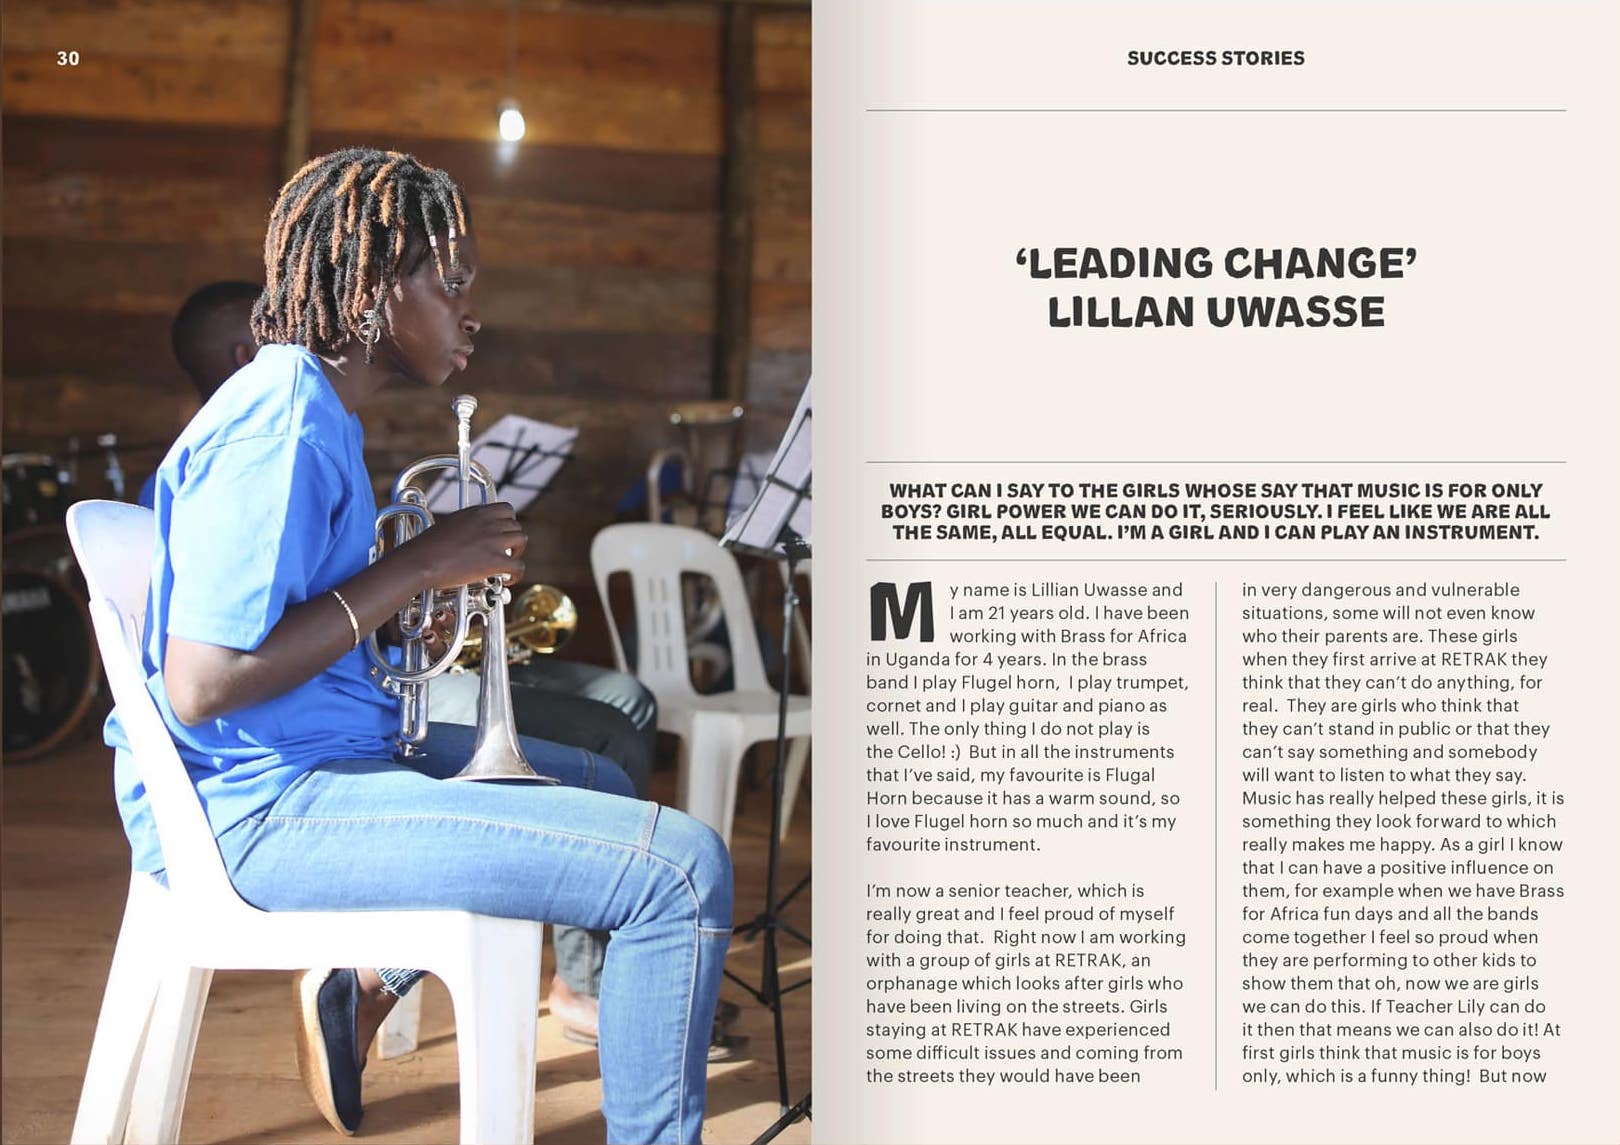 30
SUCCESS STORIES
‘LEADING CHANGE’
LILLAN UWASSE
WHAT CAN I SAY TO THE GIRLS WHOSE SAY THAT MUSIC IS FOR ONLY
BOYS? GIRL POWER WE CAN DO IT, SERIOUSLY. I FEEL LIKE WE ARE ALL
THE SAME, ALL EQUAL. I’M A GIRL AND I CAN PLAY AN INSTRUMENT.
My name is Lillian Uwasse and
I am 21 years old. I have been
working with Brass for Africa
in Uganda for 4 years. In the brass
band I play Flugel horn,  I play trumpet,
cornet and I play guitar and piano as
well. The only thing I do not play is
the Cello! :)  But in all the instruments
that I’ve said, my favourite is Flugal
Horn because it has a warm sound, so
I love Flugel horn so much and it’s my
favourite instrument.
I’m now a senior teacher, which is
really great and I feel proud of myself
for doing that.  Right now I am working
with a group of girls at RETRAK, an
orphanage which looks after girls who
have been living on the streets. Girls
staying at RETRAK have experienced
some difficult issues and coming from
the streets they would have been
in very dangerous and vulnerable
situations, some will not even know
who their parents are. These girls
when they first arrive at RETRAK they
think that they can’t do anything, for
real.  They are girls who think that
they can’t stand in public or that they
can’t say something and somebody
will want to listen to what they say.
Music has really helped these girls, it is
something they look forward to which
really makes me happy. As a girl I know
that I can have a positive influence on
them, for example when we have Brass
for Africa fun days and all the bands
come together I feel so proud when
they are performing to other kids to
show them that oh, now we are girls
we can do this. If Teacher Lily can do
it then that means we can also do it! At
first girls think that music is for boys
only, which is a funny thing!  But now